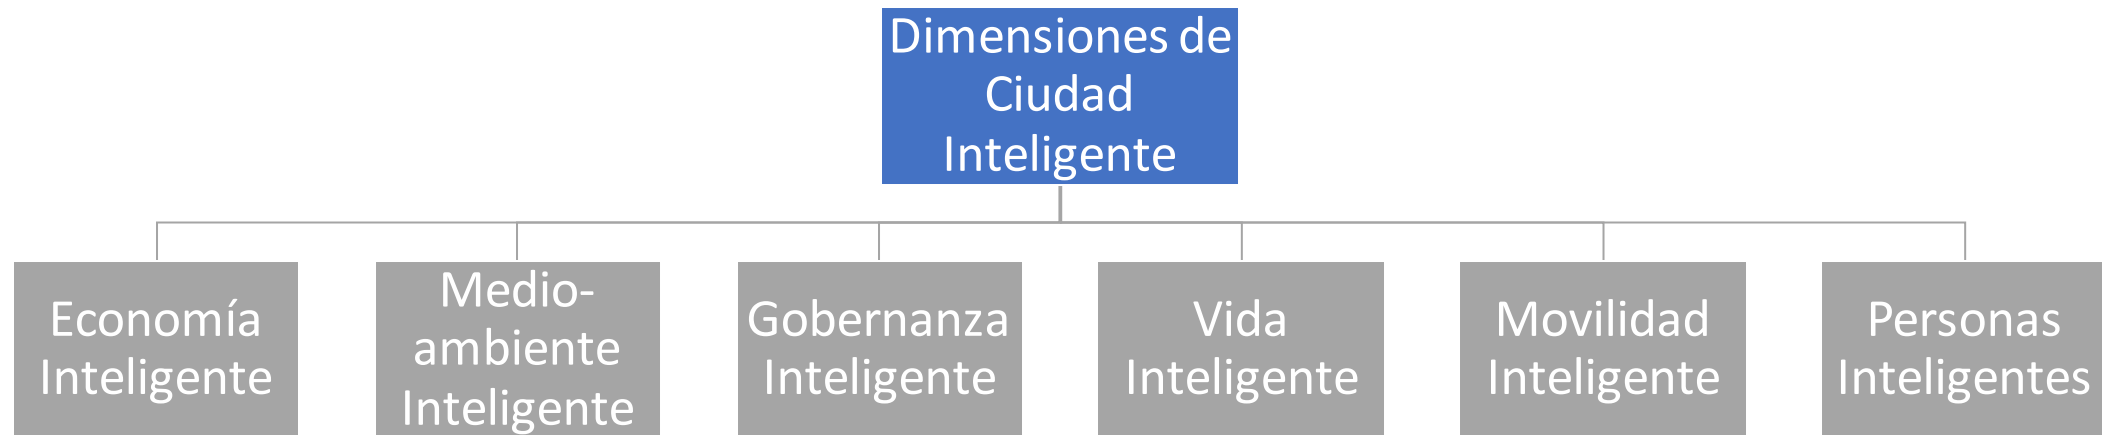 Dimensiones de
Ciudad
Inteligente
Economía
Inteligente
Medio-
ambiente
Inteligente
Gobernanza
Inteligente
Vida
Inteligente
Movilidad
Inteligente
Personas
Inteligentes